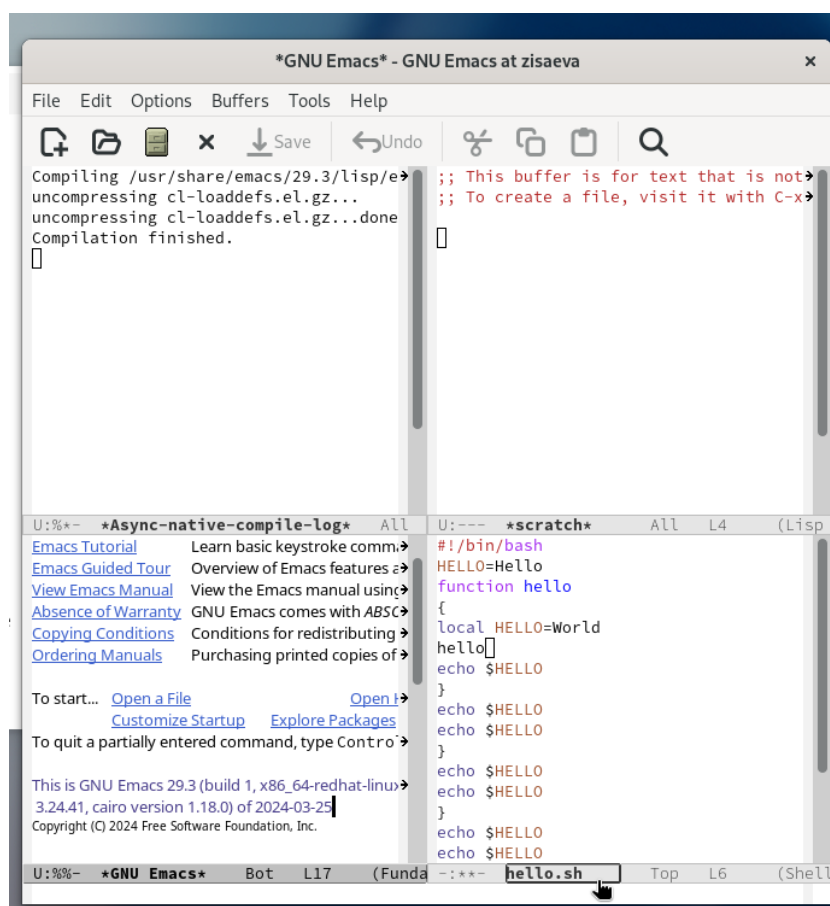 *GNU Emacs* - GNU Emacs at zisaeva
File Edit Options Buffers Tools Help
Save Undo
Compiling /usr/share/emacs/29.3/lisp/e
uncompressing cl-loaddefs.el.gz...
uncompressing cl-loaddefs.el.gz...done
Compilation finished.
U:%*- *Async-native-compile-log* All
;; This buffer is for text that is not
;; To create a file, visit it with C-x
U:--- *scratch* All L4 (Lisp
Emacs Tutorial Learn basic keystroke comm
Emacs Guided Tour Overview of Emacs features a
View Emacs Manual View the Emacs manual using
Absence of Warranty GNU Emacs comes with ABSC
Copying Conditions Conditions for redistributing
Ordering Manuals Purchasing printed copies of
To start... Open a File Open H
Customize Startup Explore Packages
To quit a partially entered command, type Contro
This is GNU Emacs 29.3 (build 1, x86_64-redhat-linux
3.24.41, cairo version 1.18.0) of 2024-03-25
Copyright (C) 2024 Free Software Foundation, Inc.
U:%%- *GNU Emacs* Bot L17 (Funda
#!/bin/bash
HELLO=Hello
function hello
{
local HELLO=World
hello
echo $HELLO
}
echo $HELLO
echo $HELLO
}
echo $HELLO
echo $HELLO
}
echo $HELLO
echo $HELLO
-:**- hello.sh Top L6 (Shell